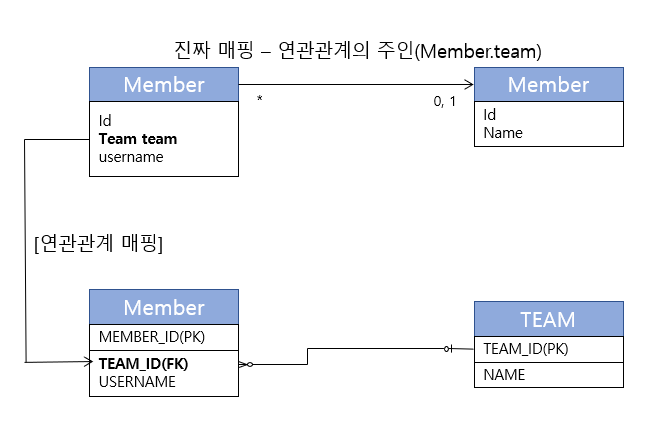 진짜 매핑 – 연관관계의 주인(Member.team)
Member
Id
Team team
username
*
0, 1
Member
Id
Name
[연관관계 매핑]
Member
MEMBER_ID(PK)
TEAM_ID(FK)
USERNAME
TEAM
TEAM_ID(PK)
NAME